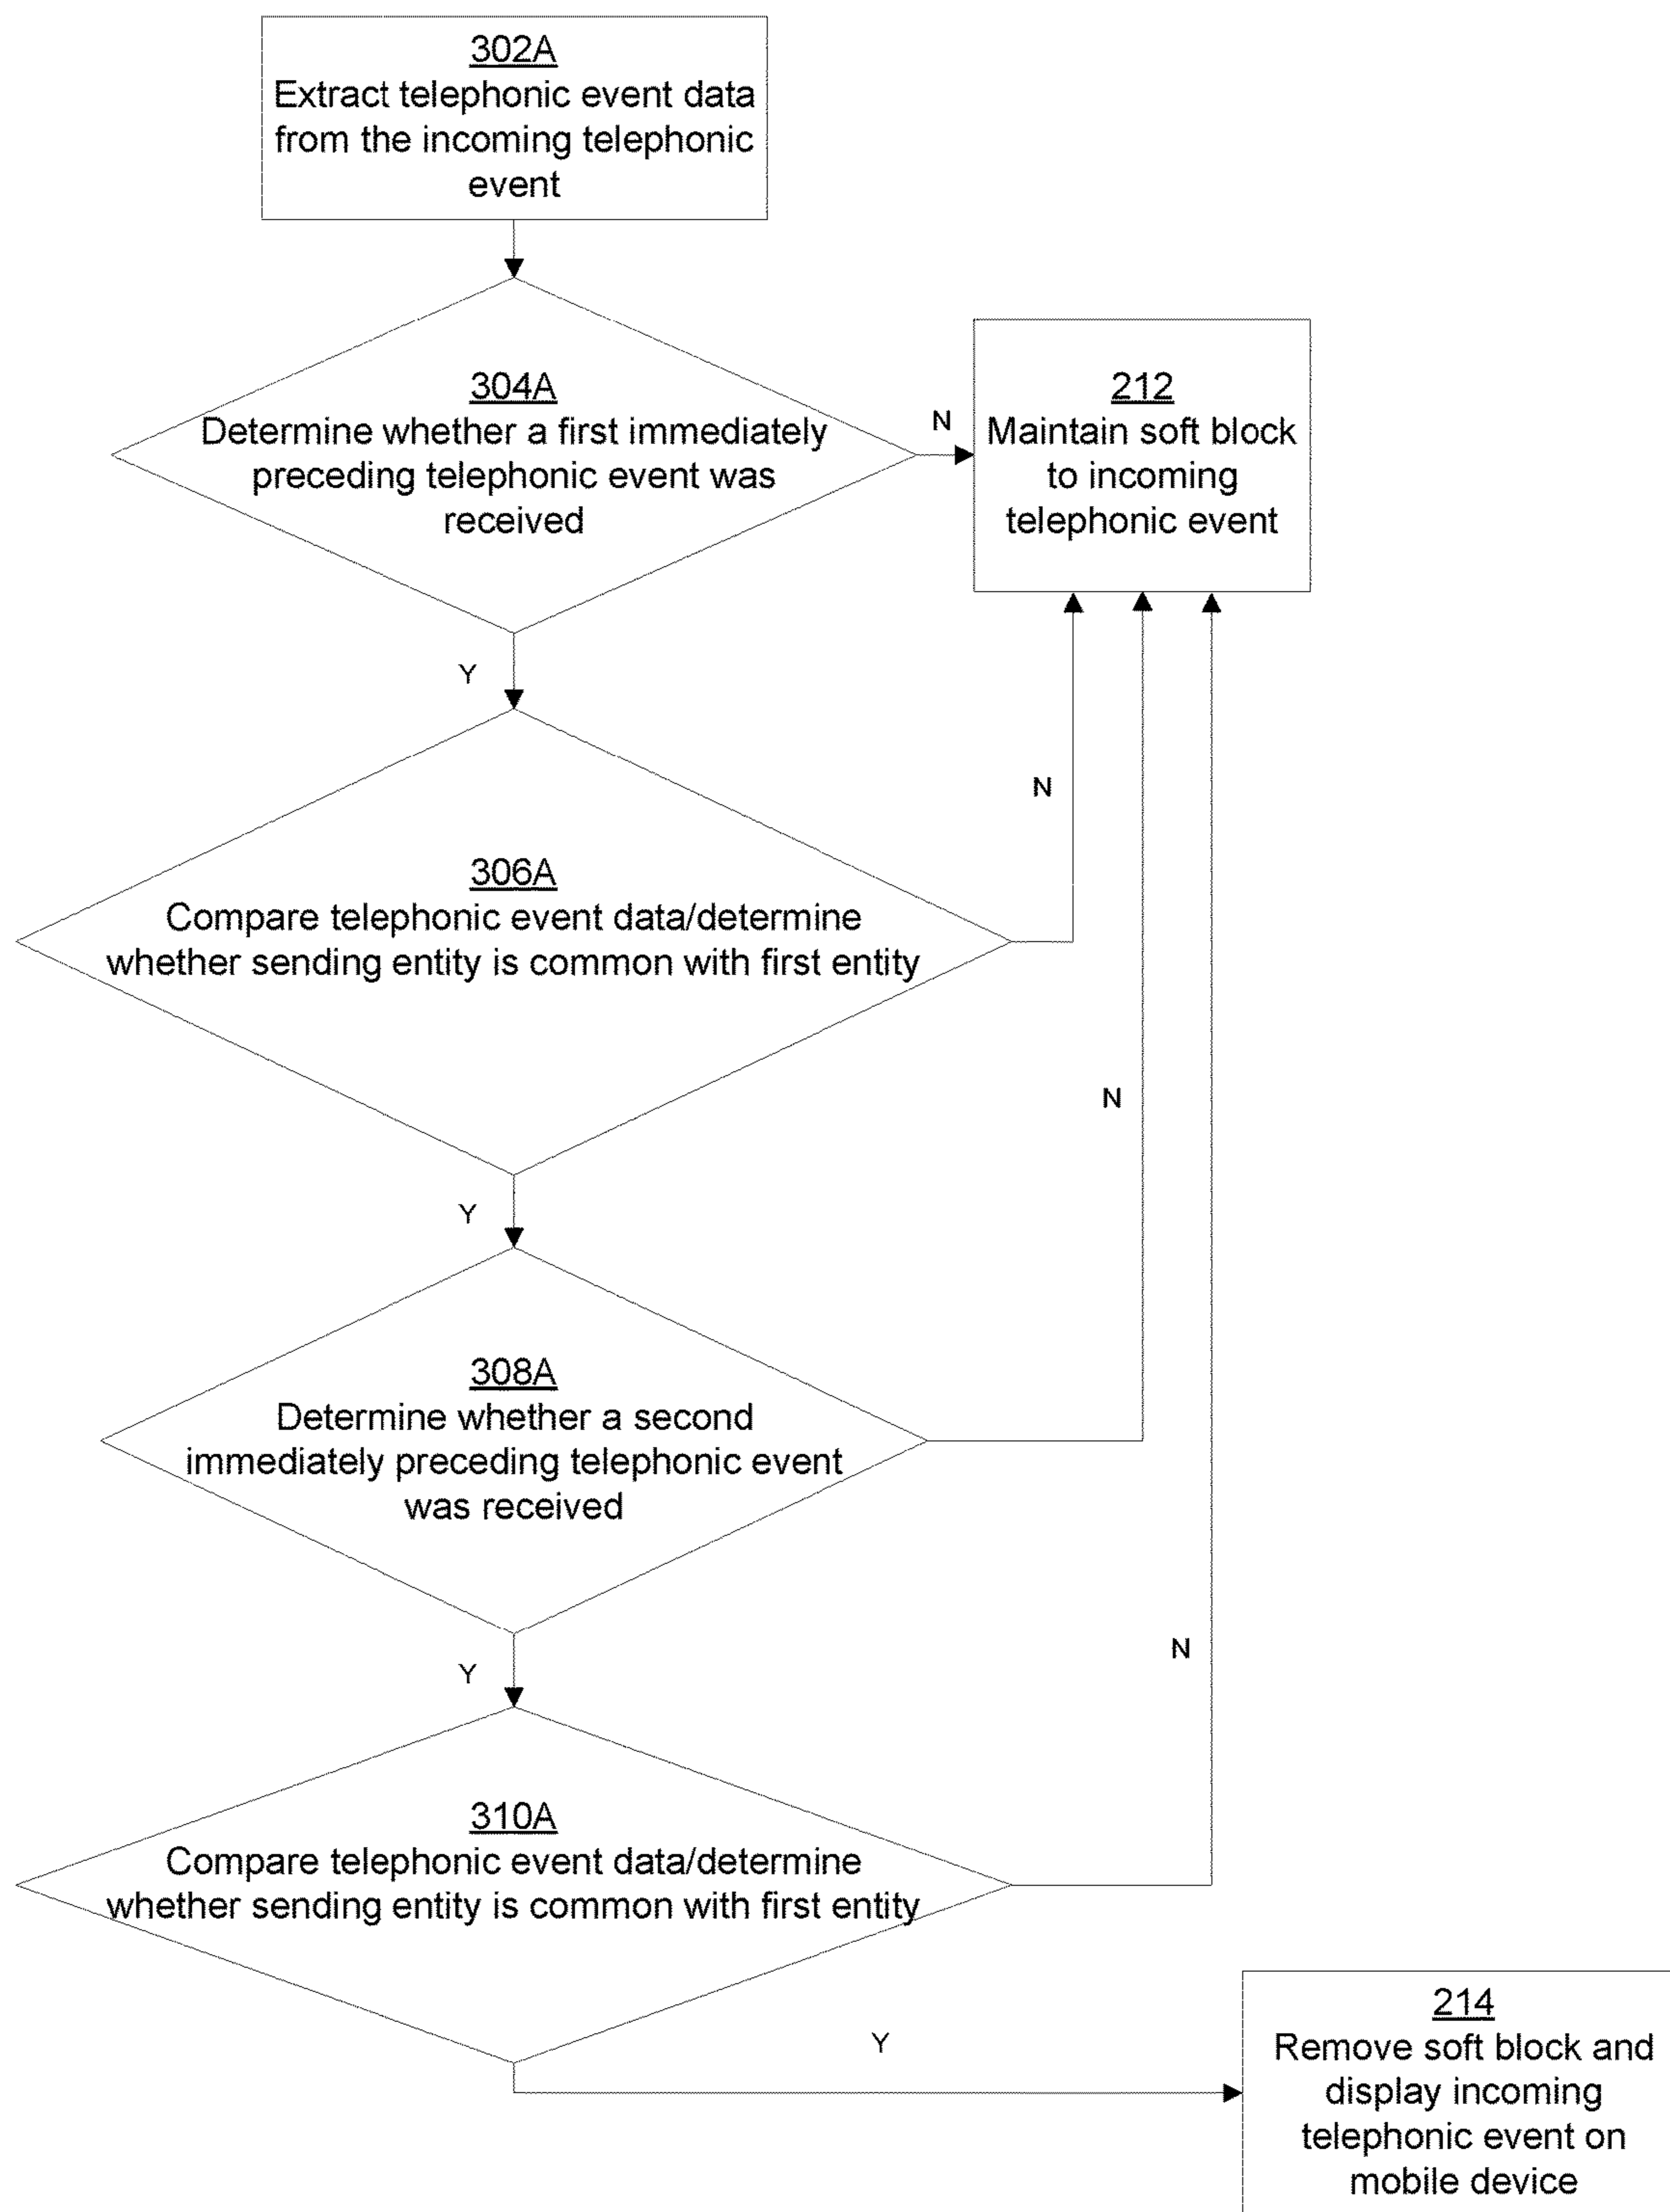 302A
Extract telephonic event data
from the incoming telephonic
event
304A
Determine whether a first immediately
preceding telephonic event was
received
N
212
Maintain soft block
to incoming
telephonic event
Y
N
306A
Compare telephonic event data/determine
whether sending entity is common with first entity
N
Y
308A
Determine whether a second
immediately preceding telephonic event
was received
N
Y
310A
Compare telephonic event data/determine
whether sending entity is common with first entity
Y
214
Remove soft block and
display incoming
telephonic event on
mobile device